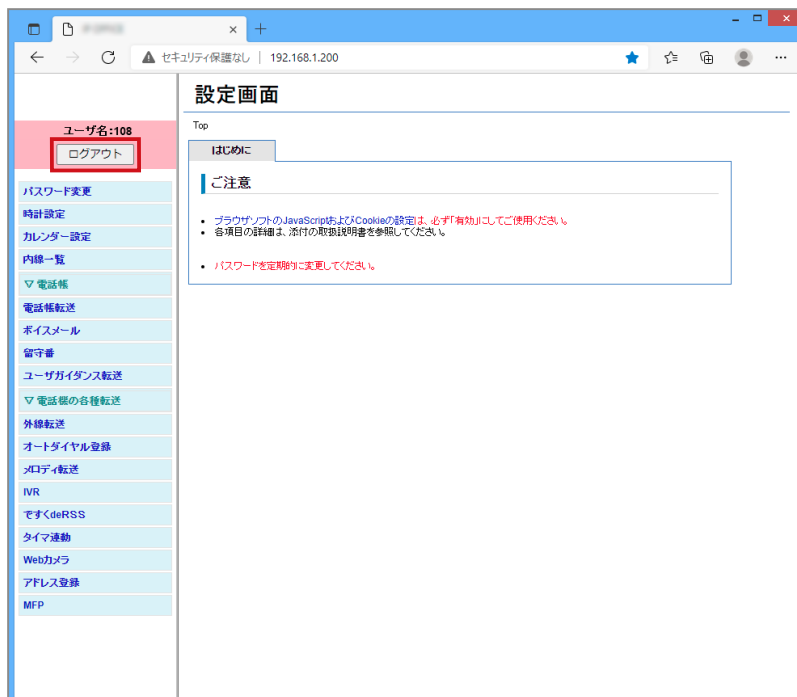 セキュリティ保護なし | 192.168.1.200
設定画面
ユーザ名:108
ログアウト
パスワード変更
時計設定
カレンダー設定
内線一覧
▽ 電話帳
電話帳転送
ボイスメール
留守番
ユーザガイダンス転送
▽ 電話機の各種転送
外線転送
オートダイヤル登録
メロディ転送
IVR
ですくdeRSS
タイマ連動
Webカメラ
アドレス登録
MFP
Top
はじめに
ご注意
• ブラウザソフトのJavaScriptおよびCookieの設定は、必ず「有効」にしてご使用ください。
• 各項目の詳細は、添付の取扱説明書を参照してください。
• パスワードを定期的に変更してください。